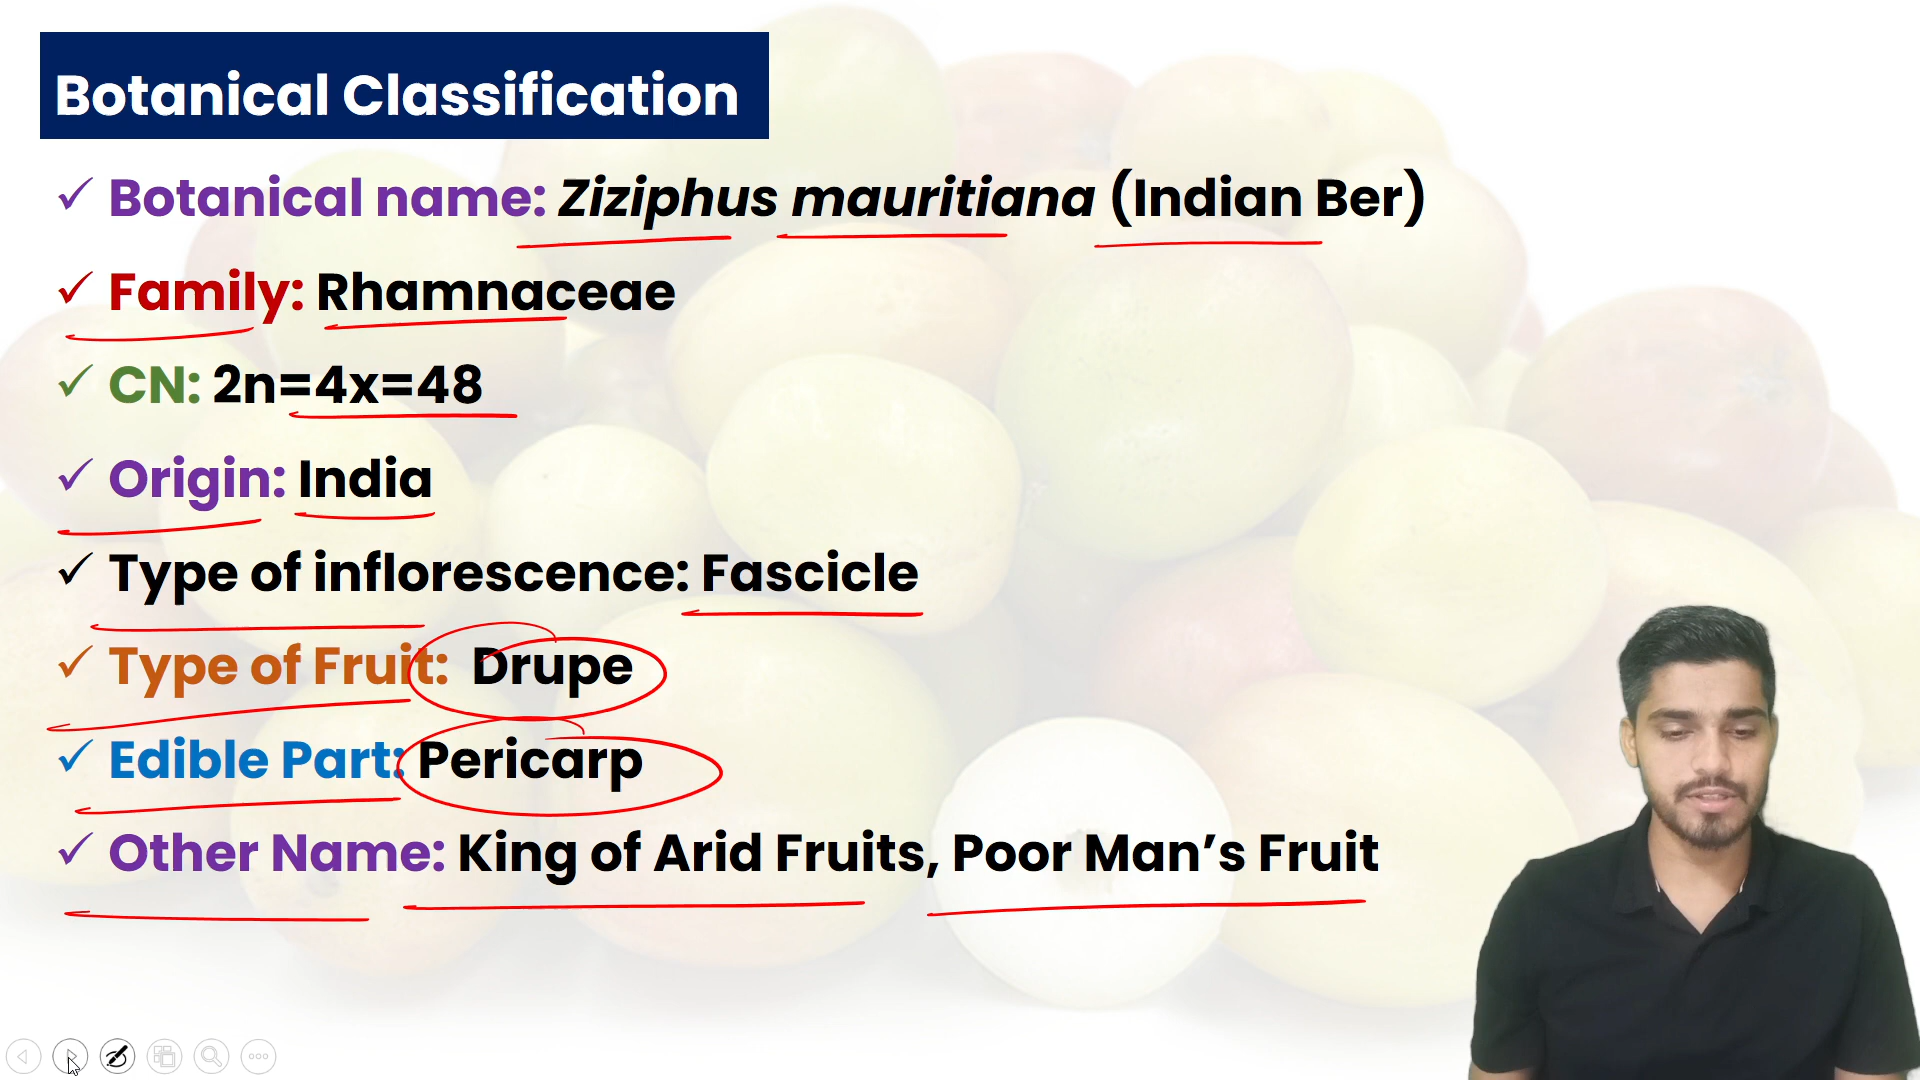 Botanical Classification
✓ Botanical name: Ziziphus mauritiana (Indian Ber)
✓ Family: Rhamnaceae
✓ CN: 2n=4x=48
✓ Origin: India
✓ Type of inflorescence: Fascicle
✓ Type of Fruit: Drupe
✓ Edible Part: Pericarp
✓ Other Name: King of Arid Fruits, Poor Man’s Fruit